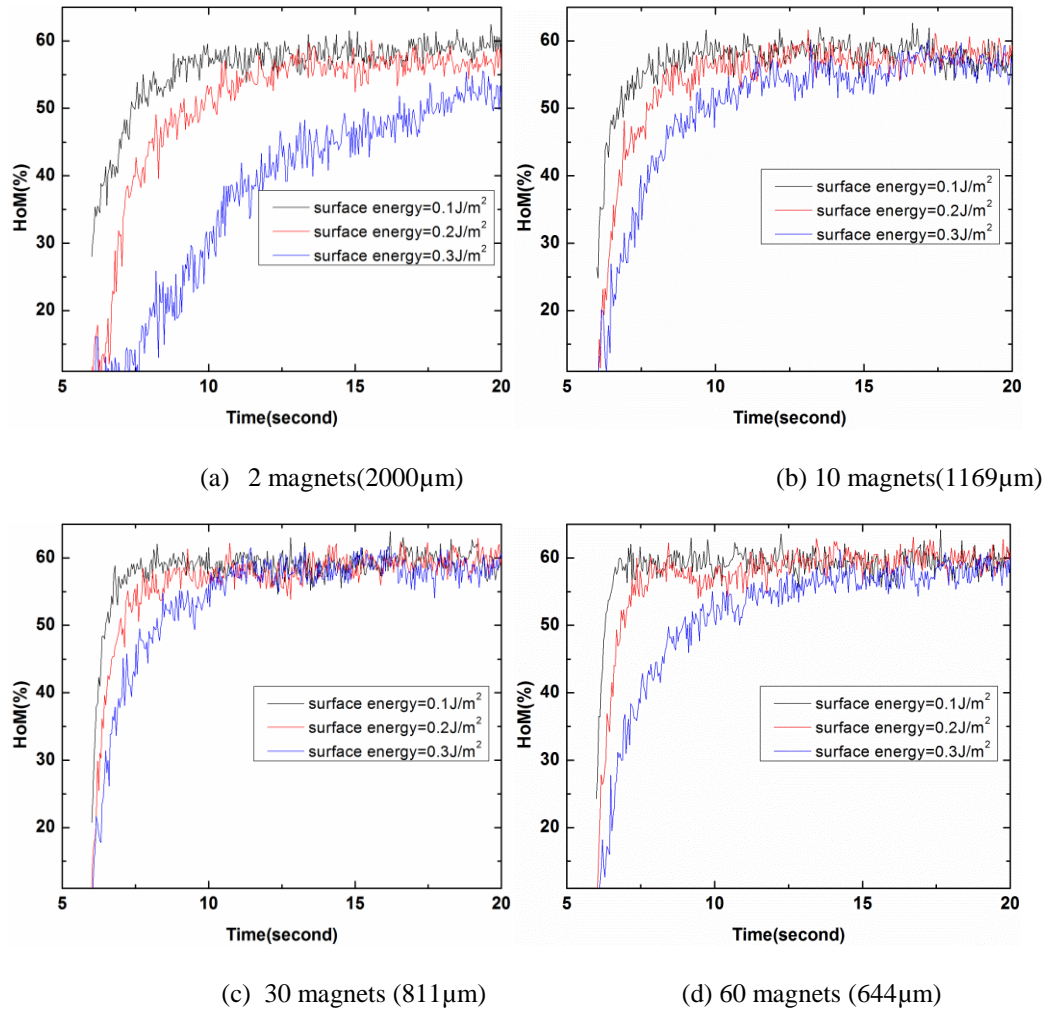 60
50
40
30
20
HoM(%)
surface energy=0.1J/m²
surface energy=0.2J/m²
surface energy=0.3J/m²
5 10 15 20
Time(second)
(a) 2 magnets(2000µm)
60
50
40
30
20
HoM(%)
surface energy=0.1J/m²
surface energy=0.2J/m²
surface energy=0.3J/m²
5 10 15 20
Time(second)
(b) 10 magnets(1169µm)
60
50
40
30
20
HoM(%)
surface energy=0.1J/m²
surface energy=0.2J/m²
surface energy=0.3J/m²
5 10 15 20
Time(second)
(c) 30 magnets (811µm)
60
50
40
30
20
HoM(%)
surface energy=0.1J/m²
surface energy=0.2J/m²
surface energy=0.3J/m²
5 10 15 20
Time(second)
(d) 60 magnets (644µm)